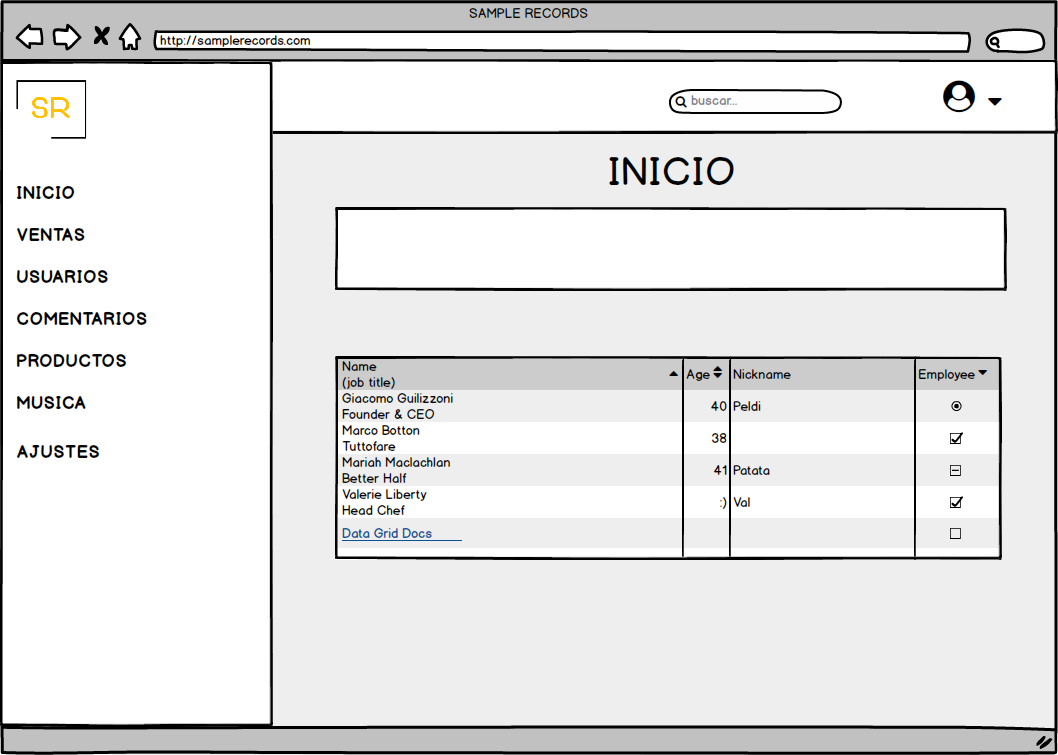 SAMPLE RECORDS
http://samplerecords.com
SR
buscar...
INICIO
VENTAS
USUARIOS
COMENTARIOS
PRODUCTOS
MUSICA
AJUSTES
INICIO
Name
(job title)
Age
Nickname
Employee
Giacomo Guilizzoni
Founder & CEO
40
Peldi
Marco Botton
Tuttofare
38
Mariah Maclachlan
Better Half
41
Patata
Valerie Liberty
Head Chef
:)
Val
Data Grid Docs